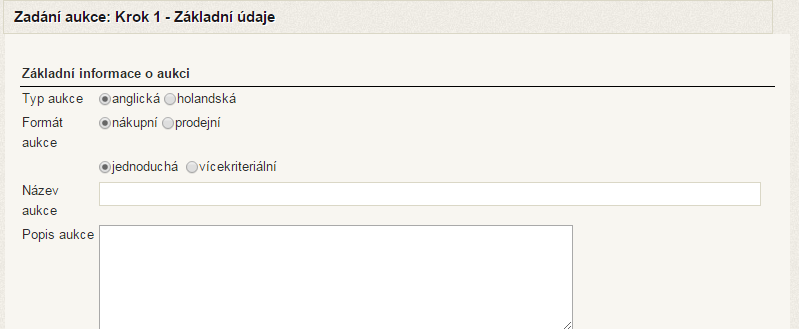 Zadání aukce: Krok 1 - Základní údaje
Základní informace o aukci
Typ aukce anglická holandská
Formát aukce nákupní prodejní
jednoduchá vícekriteriální
Název aukce
Popis aukce